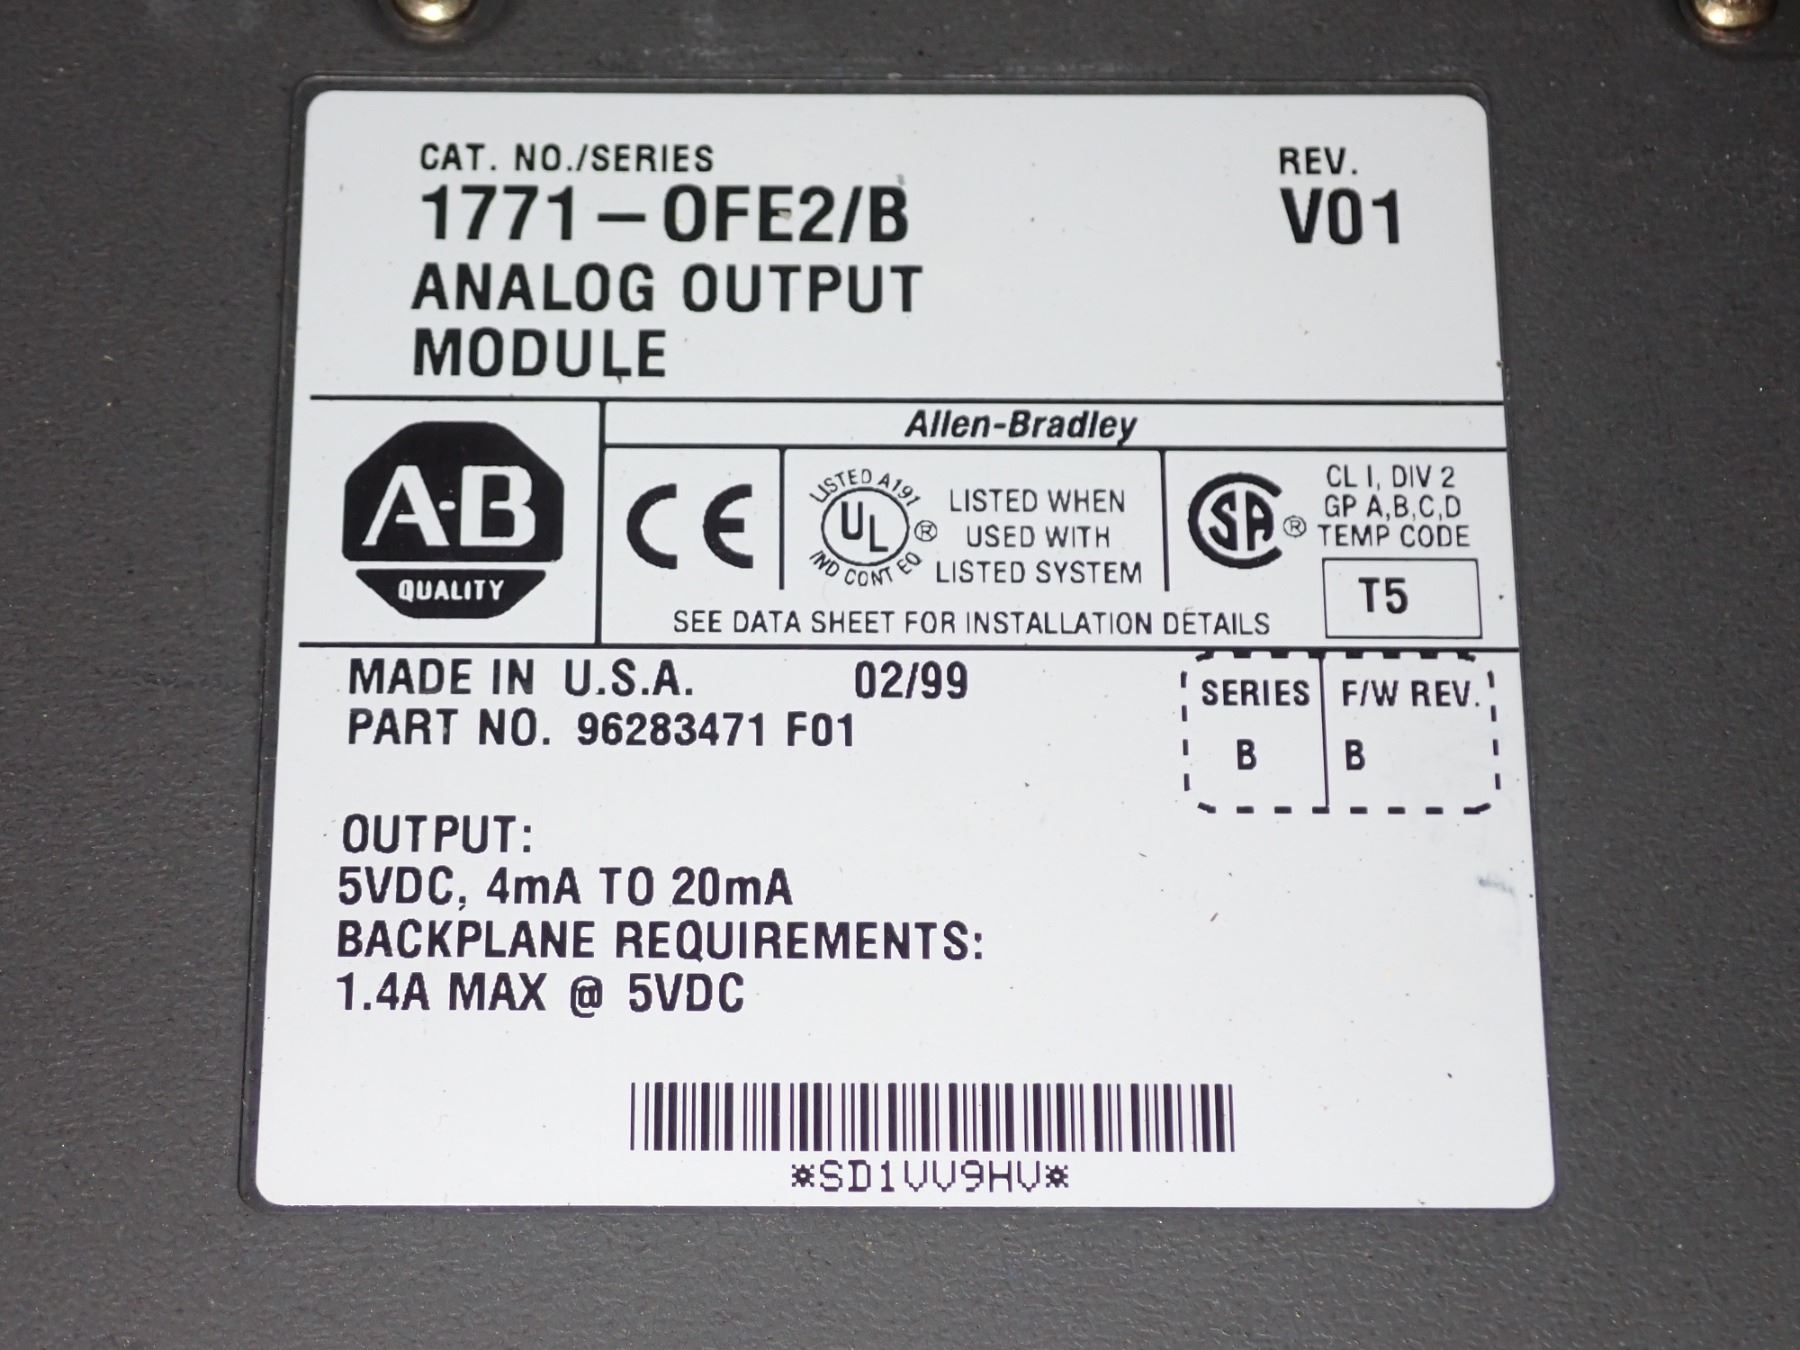 CAT. NO./SERIES
1771-OFE2/B
ANALOG OUTPUT
MODULE
REV.
V01
A-B
QUALITY
Allen-Bradley
CE
LISTED A191
UL ®
IND CONT EQ
LISTED WHEN
USED WITH
LISTED SYSTEM
SA ®
CL I, DIV 2
GP A,B,C,D
TEMP CODE
T5
SEE DATA SHEET FOR INSTALLATION DETAILS
MADE IN U.S.A. 02/99
PART NO. 96283471 F01
SERIES
B
F/W REV.
B
OUTPUT:
5VDC, 4mA TO 20mA
BACKPLANE REQUIREMENTS:
1.4A MAX @ 5VDC
*SD1VV9HV*